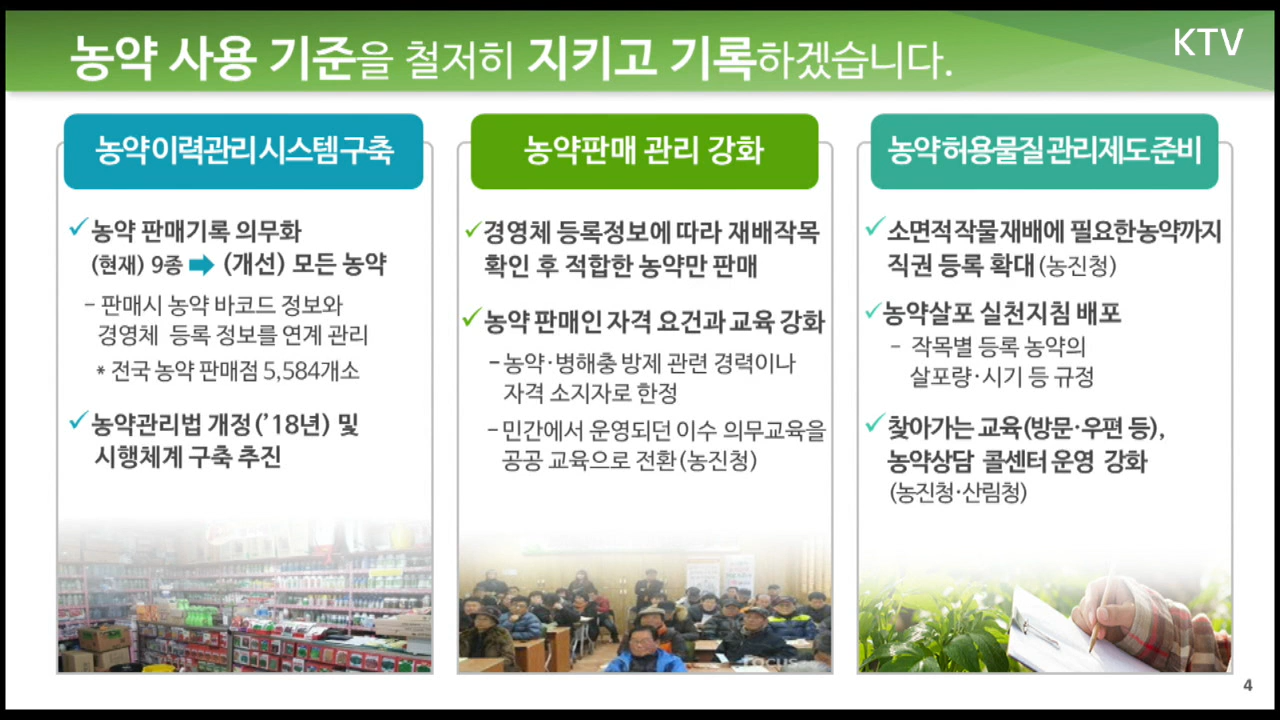 농약 사용 기준을 철저히 지키고 기록하겠습니다.
KTV
농약이력관리시스템구축
✓농약 판매기록 의무화
(현재) 9종 ➡ (개선) 모든 농약
- 판매시 농약 바코드 정보와
경영체 등록 정보를 연계 관리
* 전국 농약 판매점 5,584개소
✓농약관리법 개정('18년) 및
시행체계 구축 추진
농약판매 관리 강화
✓경영체 등록정보에 따라 재배작목
확인 후 적합한 농약만 판매
✓농약 판매인 자격 요건과 교육 강화
-농약·병해충 방제 관련 경력이나
자격 소지자로 한정
-민간에서 운영되던 이수 의무교육을
공공 교육으로 전환(농진청)
Focus
농약허용물질관리제도준비
✓소면적작물재배에 필요한농약까지
직권 등록 확대(농진청)
✓농약살포 실천지침 배포
- 작목별 등록 농약의
살포량·시기 등 규정
✓찾아가는 교육(방문·우편 등),
농약상담 콜센터 운영 강화
(농진청·산림청)
4